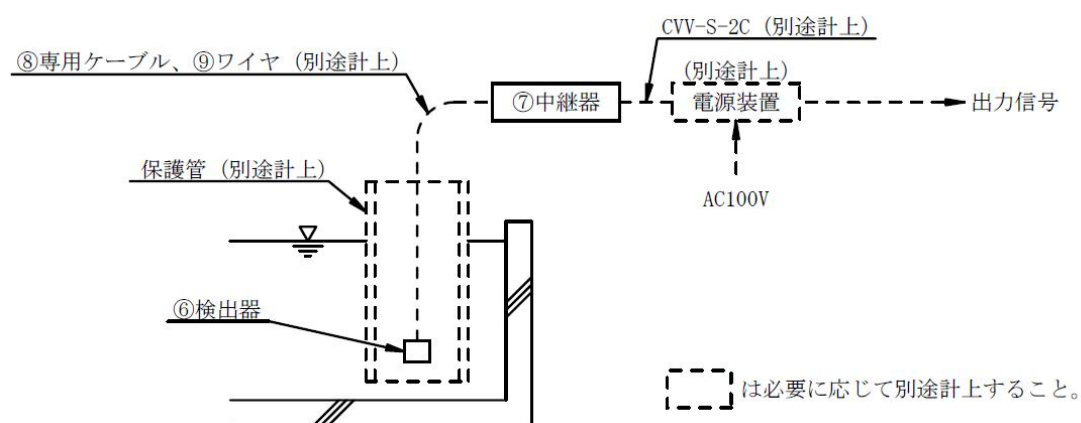 CVV-S-2C (別途計上)
⑧専用ケーブル、⑨ワイヤ (別途計上)
(別途計上)
⑦中継器
電源装置
出力信号
保護管 (別途計上)
AC100V
⑥検出器
は必要に応じて別途計上すること。